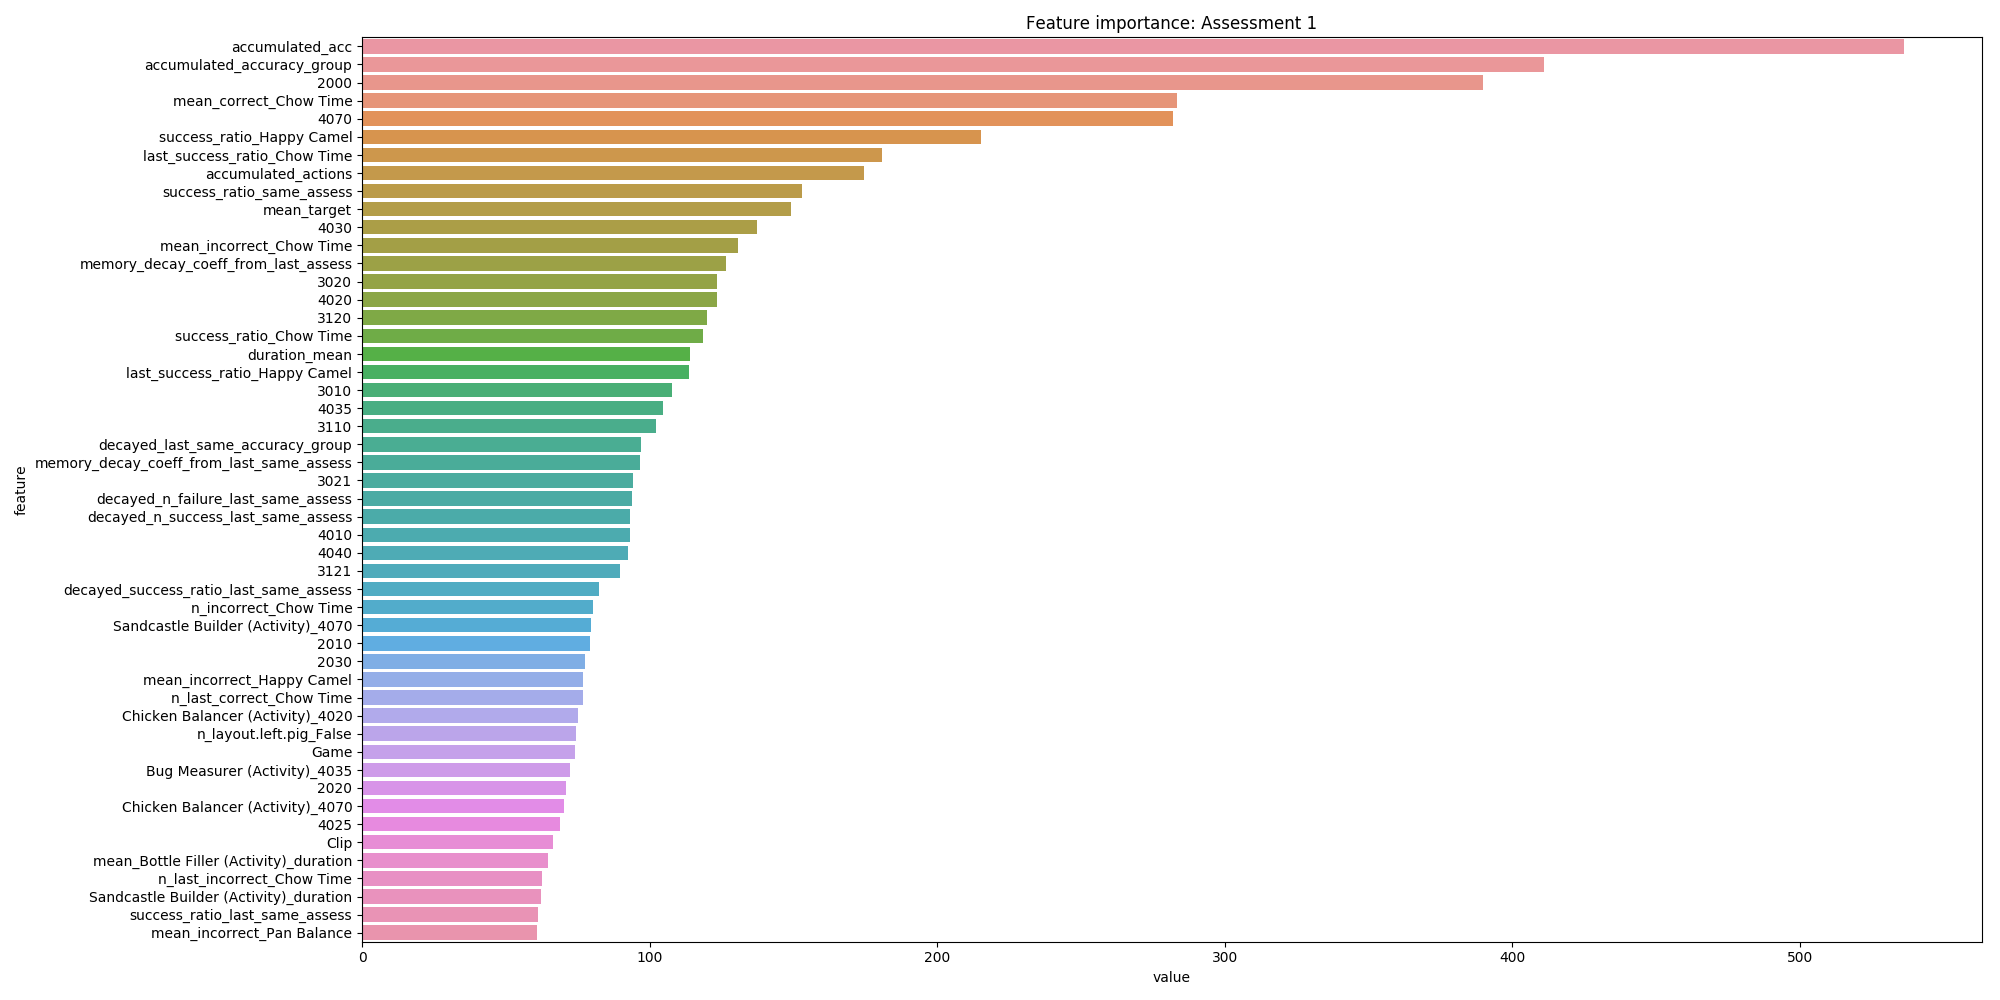 Feature importance: Assessment 1
accumulated_acc
accumulated_accuracy_group
2000
mean_correct_Chow Time
4070
success_ratio_Happy Camel
last_success_ratio_Chow Time
accumulated_actions
success_ratio_same_assess
mean_target
4030
mean_incorrect_Chow Time
memory_decay_coeff_from_last_assess
3020
4020
3120
success_ratio_Chow Time
duration_mean
last_success_ratio_Happy Camel
3010
4035
3110
decayed_last_same_accuracy_group
memory_decay_coeff_from_last_same_assess
3021
decayed_n_failure_last_same_assess
decayed_n_success_last_same_assess
4010
4040
3121
decayed_success_ratio_last_same_assess
n_incorrect_Chow Time
Sandcastle Builder (Activity)_4070
2010
2030
mean_incorrect_Happy Camel
n_last_correct_Chow Time
Chicken Balancer (Activity)_4020
n_layout.left.pig_False
Game
Bug Measurer (Activity)_4035
2020
Chicken Balancer (Activity)_4070
4025
Clip
mean_Bottle Filler (Activity)_duration
n_last_incorrect_Chow Time
Sandcastle Builder (Activity)_duration
success_ratio_last_same_assess
mean_incorrect_Pan Balance
feature
0 100 200 300 400 500
value